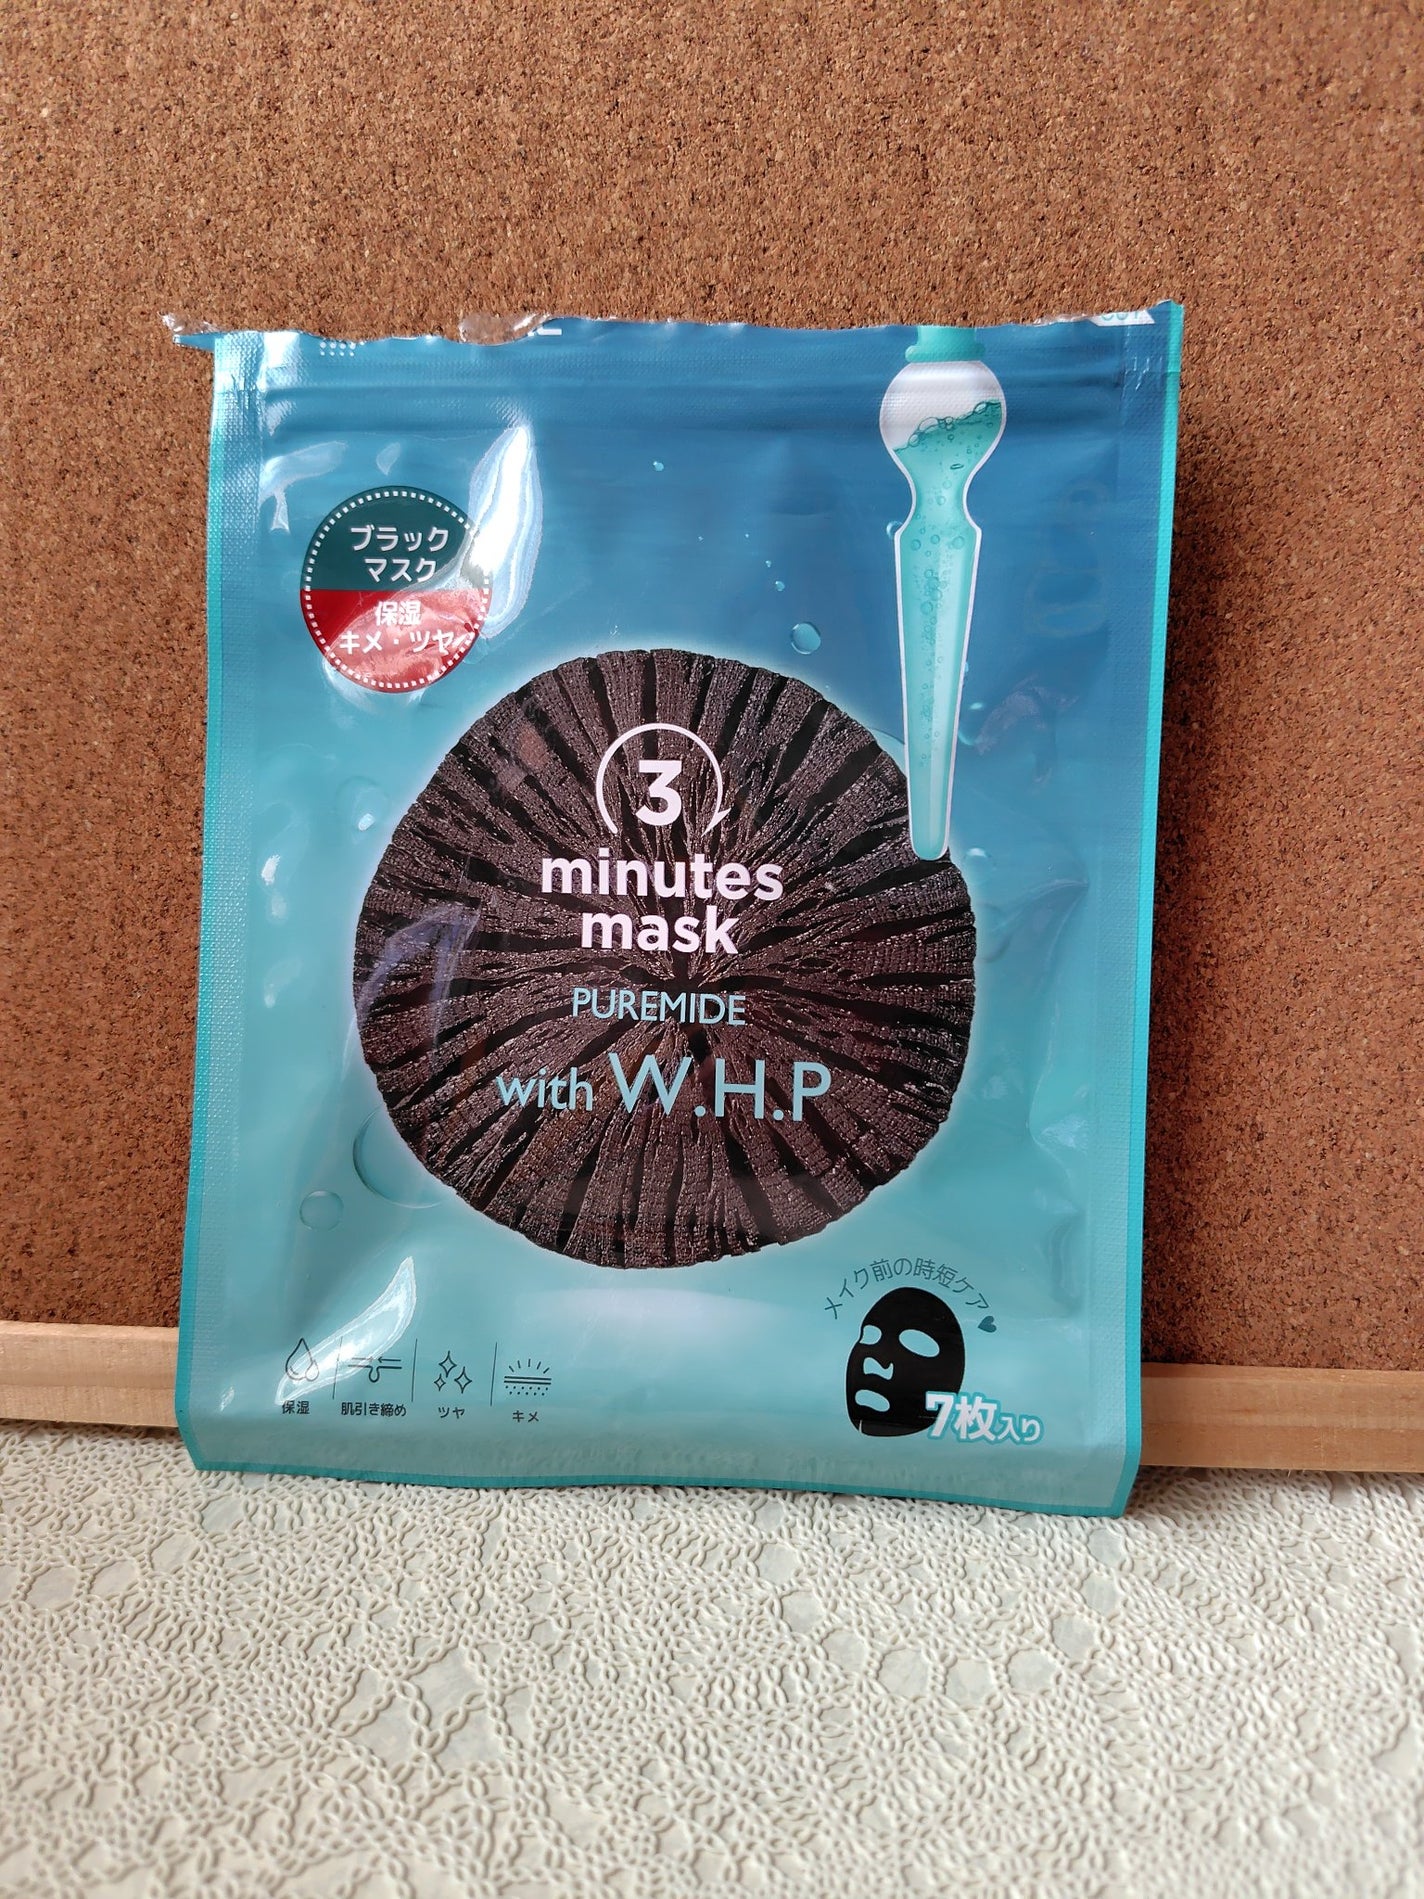 ブラック
マスク
保湿
キメ・ツヤ
3
minutes
mask
PUREMIDE
with W.H.P
メイク前の時短ケア
7枚入り
保湿
肌引き締め
ツヤ
キメ